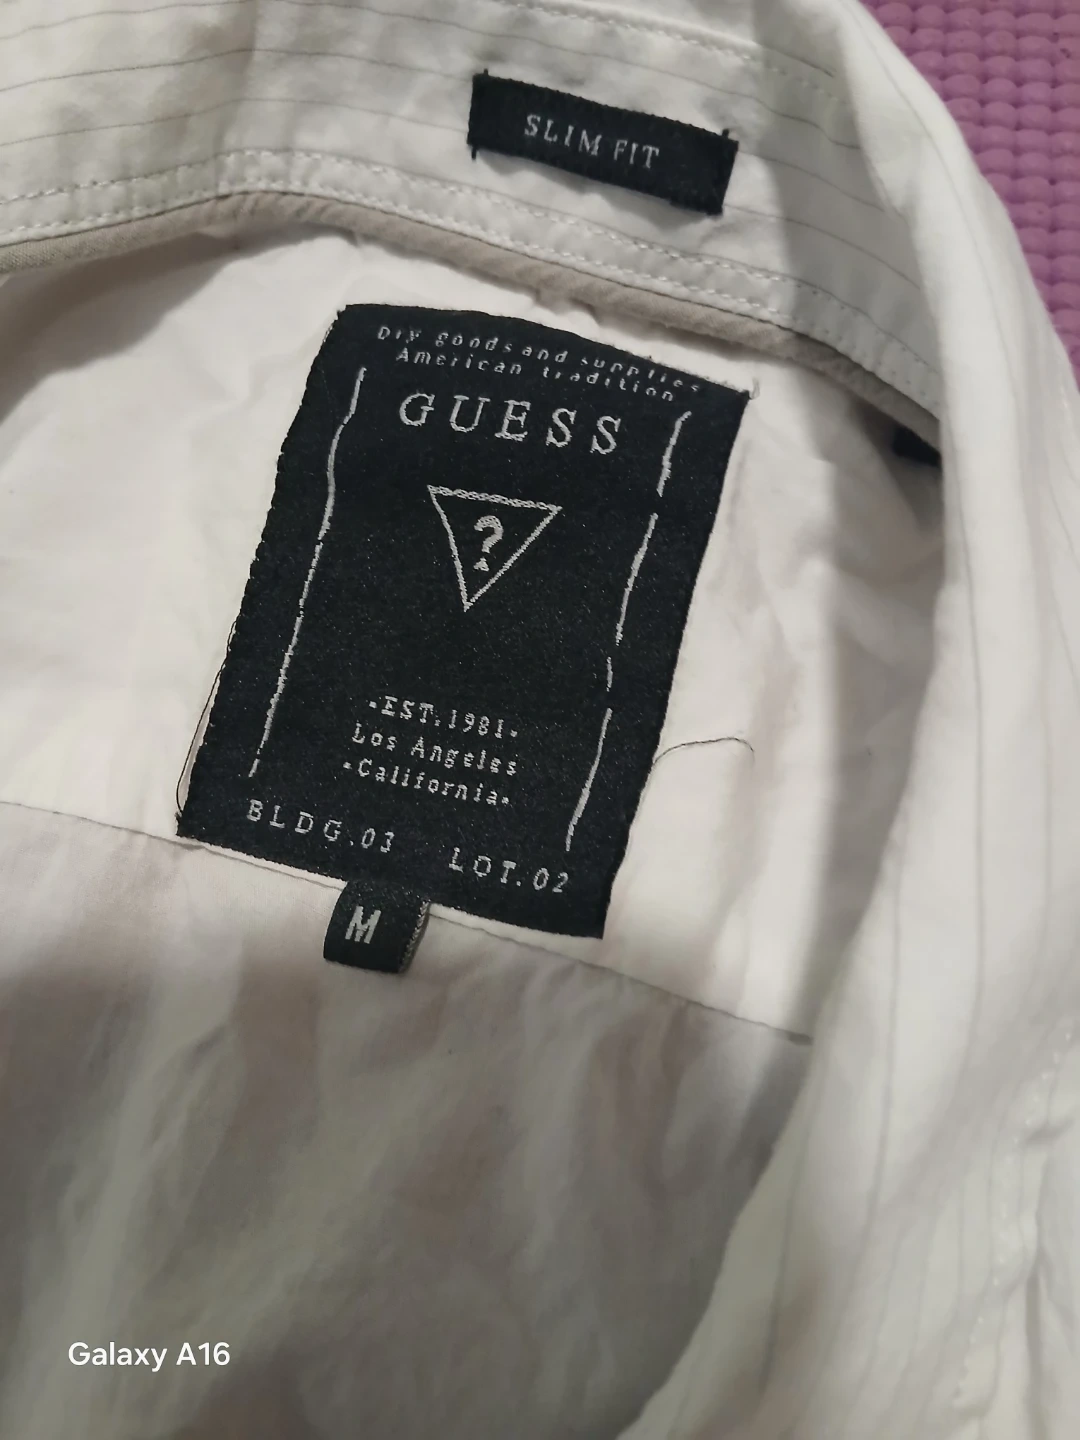 SLIM FIT
Dry goods and supplies
American tradition
GUESS
?
·EST.1981·
Los Angeles
·California·
BLDG.03 LOT.02
M
Galaxy A16